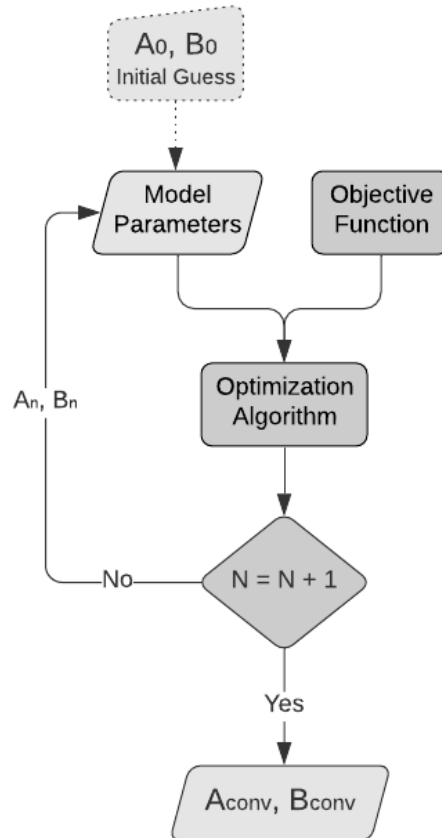 A₀, B₀
Initial Guess
Model
Parameters
Objective
Function
Optimization
Algorithm
Aₙ, Bₙ
No
N = N + 1
Yes
Aconv, Bconv